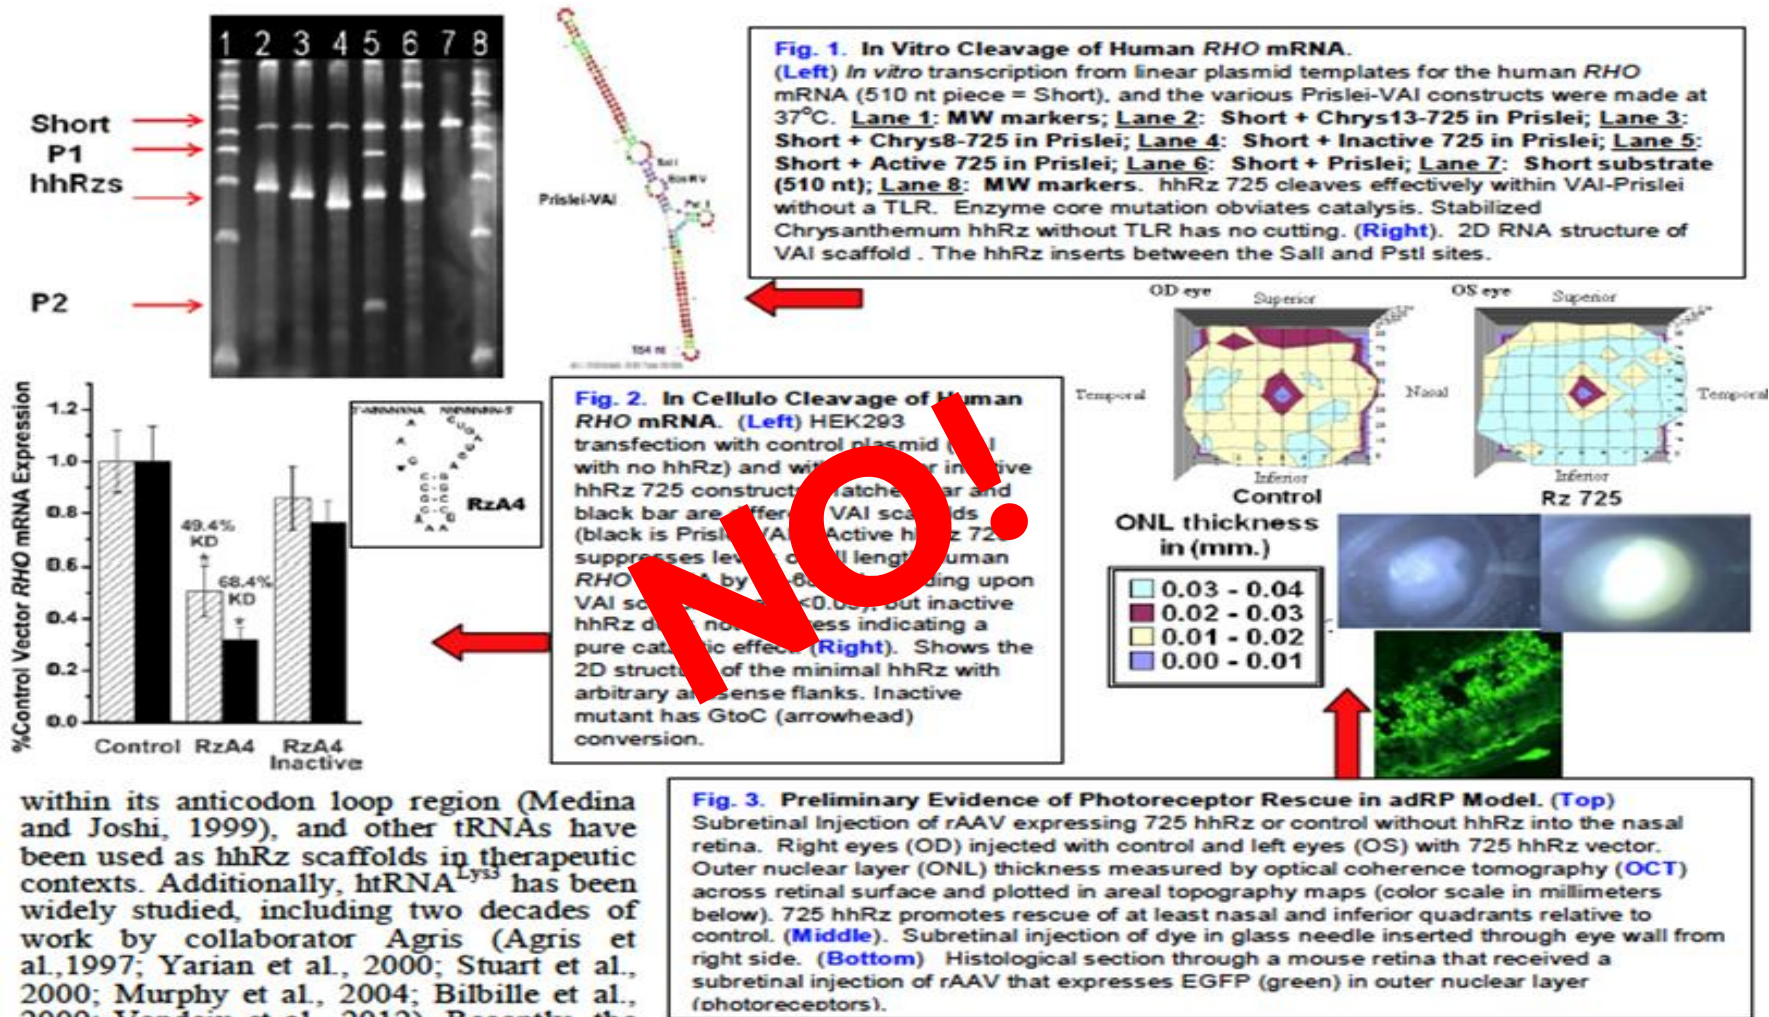 1 2 3 4 5 6 7 8
Short
P1
hhRzs
P2
Prislei-VAI
Sal I
EcoRV
Pst I
Fig. 1. In Vitro Cleavage of Human RHO mRNA.
(Left) In vitro transcription from linear plasmid templates for the human RHO
mRNA (510 nt piece = Short), and the various Prislei-VAI constructs were made at
37°C. Lane 1: MW markers; Lane 2: Short + Chrys13-725 in Prislei; Lane 3:
Short + Chrys8-725 in Prislei; Lane 4: Short + Inactive 725 in Prislei; Lane 5:
Short + Active 725 in Prislei; Lane 6: Short + Prislei; Lane 7: Short substrate
(510 nt); Lane 8: MW markers. hhRz 725 cleaves effectively within VAI-Prislei
without a TLR. Enzyme core mutation obviates catalysis. Stabilized
Chrysanthemum hhRz without TLR has no cutting. (Right). 2D RNA structure of
VAI scaffold . The hhRz inserts between the SalI and PstI sites.
%Control Vector RHO mRNA Expression
1.2
1.0
0.8
0.6
0.4
0.2
0.0
49.4%
KD
*
68.4%
KD
*
Control RzA4 RzA4
Inactive
RzA4
Fig. 2. In Cellulo Cleavage of Human
RHO mRNA. (Left) HEK293
transfection with control plasmid
with no hhRz) and
hhRz 725 constructs and
black bar are VAI
(black is Active
suppresses human
RHO by upon
VAI but inactive
hhRz indicating a
pure effect. (Right). Shows the
2D structure of the minimal hhRz with
arbitrary flanks. Inactive
mutant has GtoC (arrowhead)
conversion.
NO!
OD eye
Superior
Temporal
Nasal
Inferior
Control
OS eye
Superior
Temporal
Inferior
Rz 725
ONL thickness
in (mm.)
0.03 - 0.04
0.02 - 0.03
0.01 - 0.02
0.00 - 0.01
within its anticodon loop region (Medina
and Joshi, 1999), and other tRNAs have
been used as hhRz scaffolds in therapeutic
contexts. Additionally, htRNALys3 has been
widely studied, including two decades of
work by collaborator Agris (Agris et
al.,1997; Yarian et al., 2000; Stuart et al.,
2000; Murphy et al., 2004; Bilbille et al.,
Fig. 3. Preliminary Evidence of Photoreceptor Rescue in adRP Model. (Top)
Subretinal Injection of rAAV expressing 725 hhRz or control without hhRz into the nasal
retina. Right eyes (OD) injected with control and left eyes (OS) with 725 hhRz vector.
Outer nuclear layer (ONL) thickness measured by optical coherence tomography (OCT)
across retinal surface and plotted in areal topography maps (color scale in millimeters
below). 725 hhRz promotes rescue of at least nasal and inferior quadrants relative to
control. (Middle). Subretinal injection of dye in glass needle inserted through eye wall from
right side. (Bottom) Histological section through a mouse retina that received a
subretinal injection of rAAV that expresses EGFP (green) in outer nuclear layer
(photoreceptors).